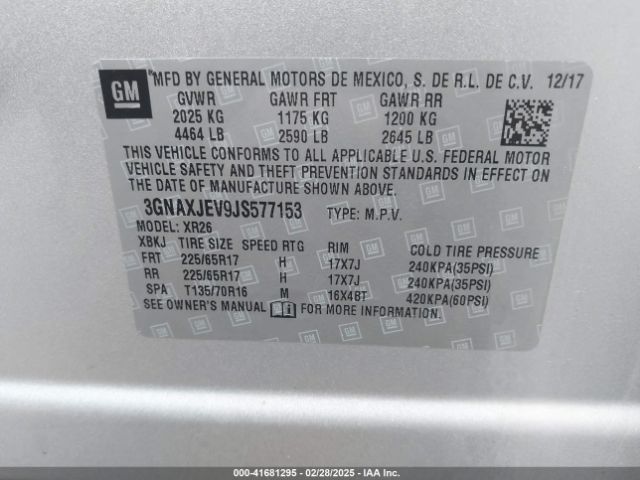 GM
MFD BY GENERAL MOTORS DE MEXICO, S. DE R.L. DE C.V. 12/17
GVWR GAWR FRT GAWR RR
2025 KG 1175 KG 1200 KG
4464 LB 2590 LB 2645 LB
THIS VEHICLE CONFORMS TO ALL APPLICABLE U.S. FEDERAL MOTOR
VEHICLE SAFETY AND THEFT PREVENTION STANDARDS IN EFFECT ON
THE DATE OF MANUFACTURE SHOWN ABOVE.
3GNAXJEV9JS577153 TYPE: M.P.V.
MODEL: XR26
XBKJ TIRE SIZE SPEED RTG RIM COLD TIRE PRESSURE
FRT 225/65R17 H 17X7J 240KPA(35PSI)
RR 225/65R17 H 17X7J 240KPA(35PSI)
SPA T135/70R16 M 16X4BT 420KPA(60PSI)
SEE OWNER'S MANUAL FOR MORE INFORMATION.
000-41681295 - 02/28/2025 - IAA Inc.